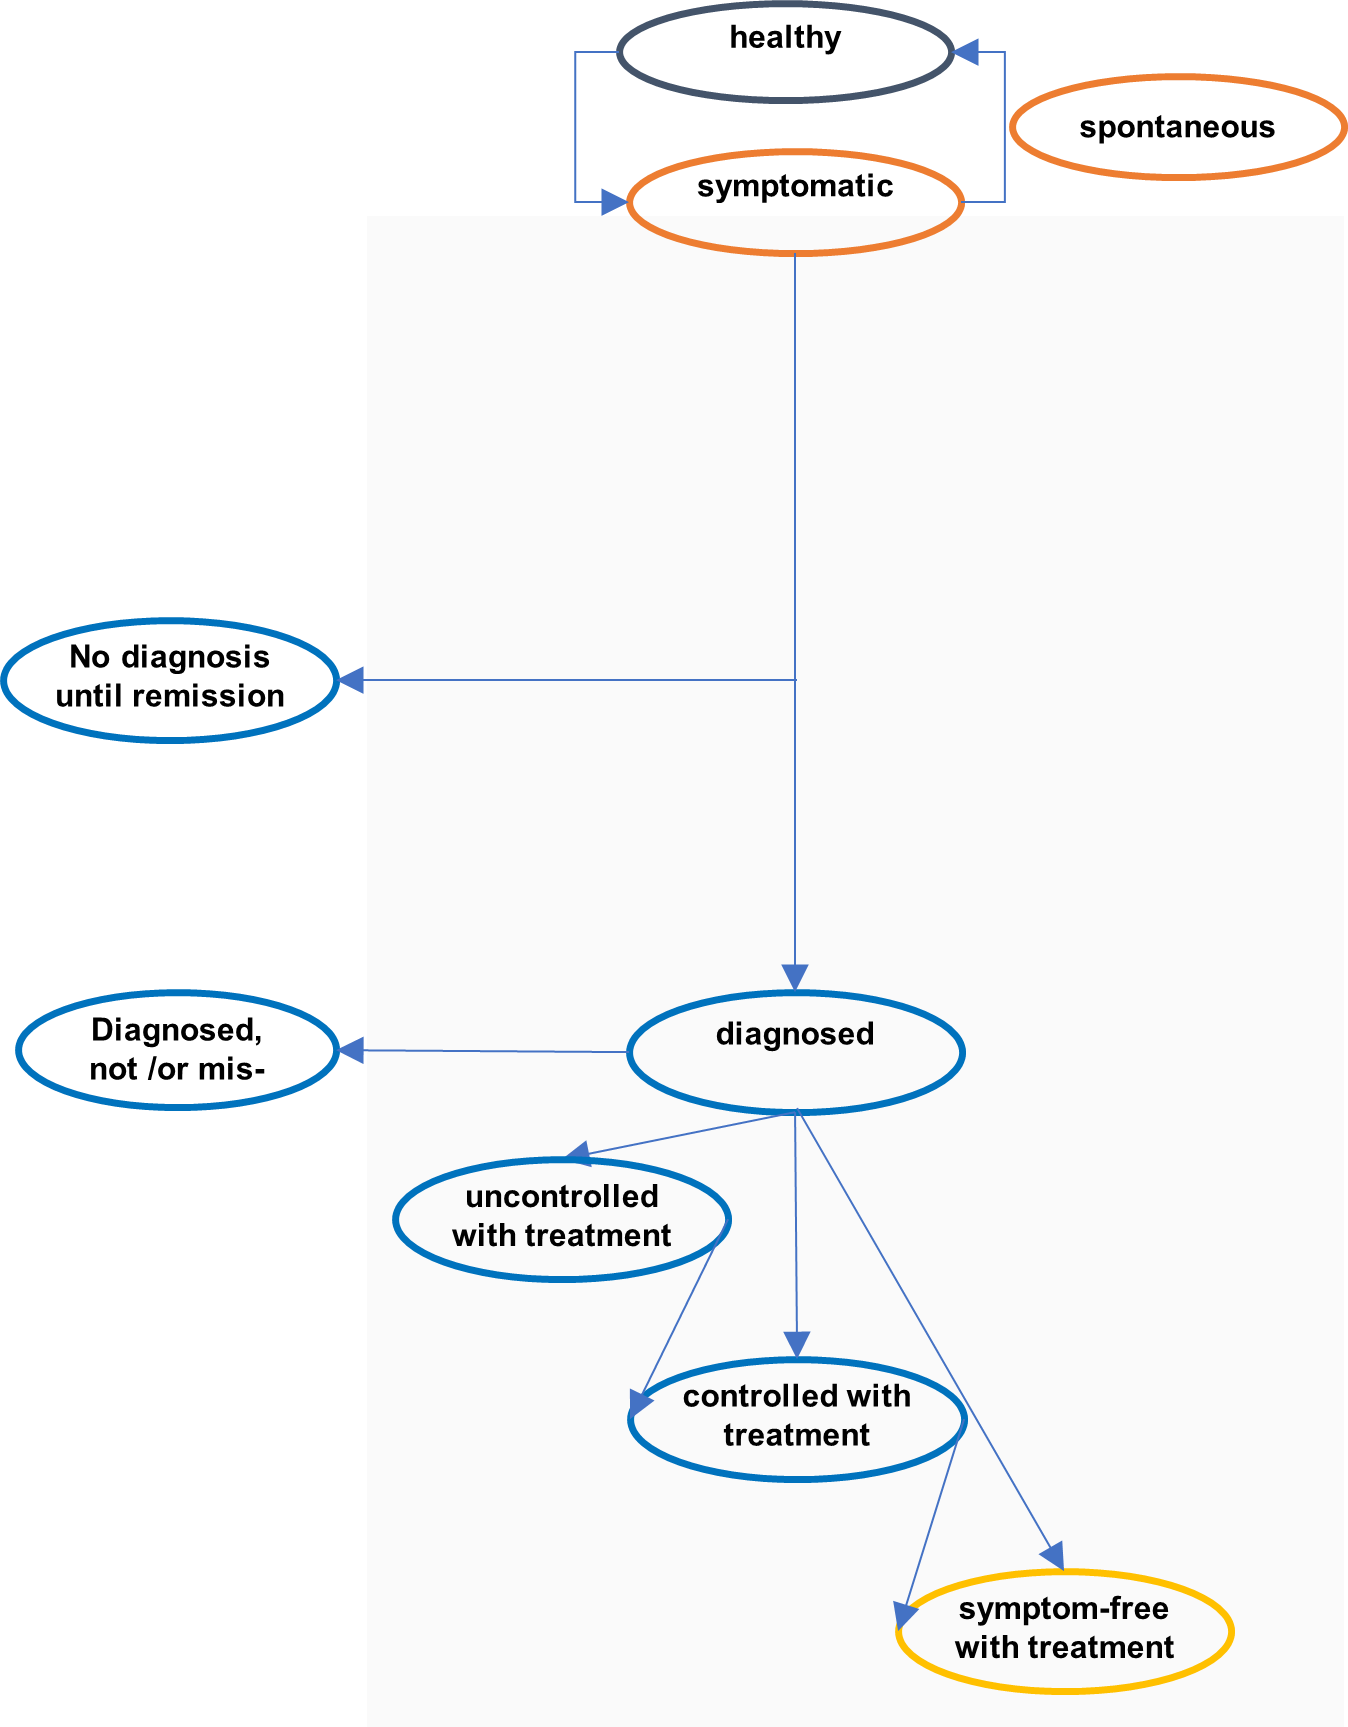 healthy
spontaneous
symptomatic
No diagnosis
until remission
Diagnosed,
not /or mis-
diagnosed
uncontrolled
with treatment
controlled with
treatment
symptom-free
with treatment